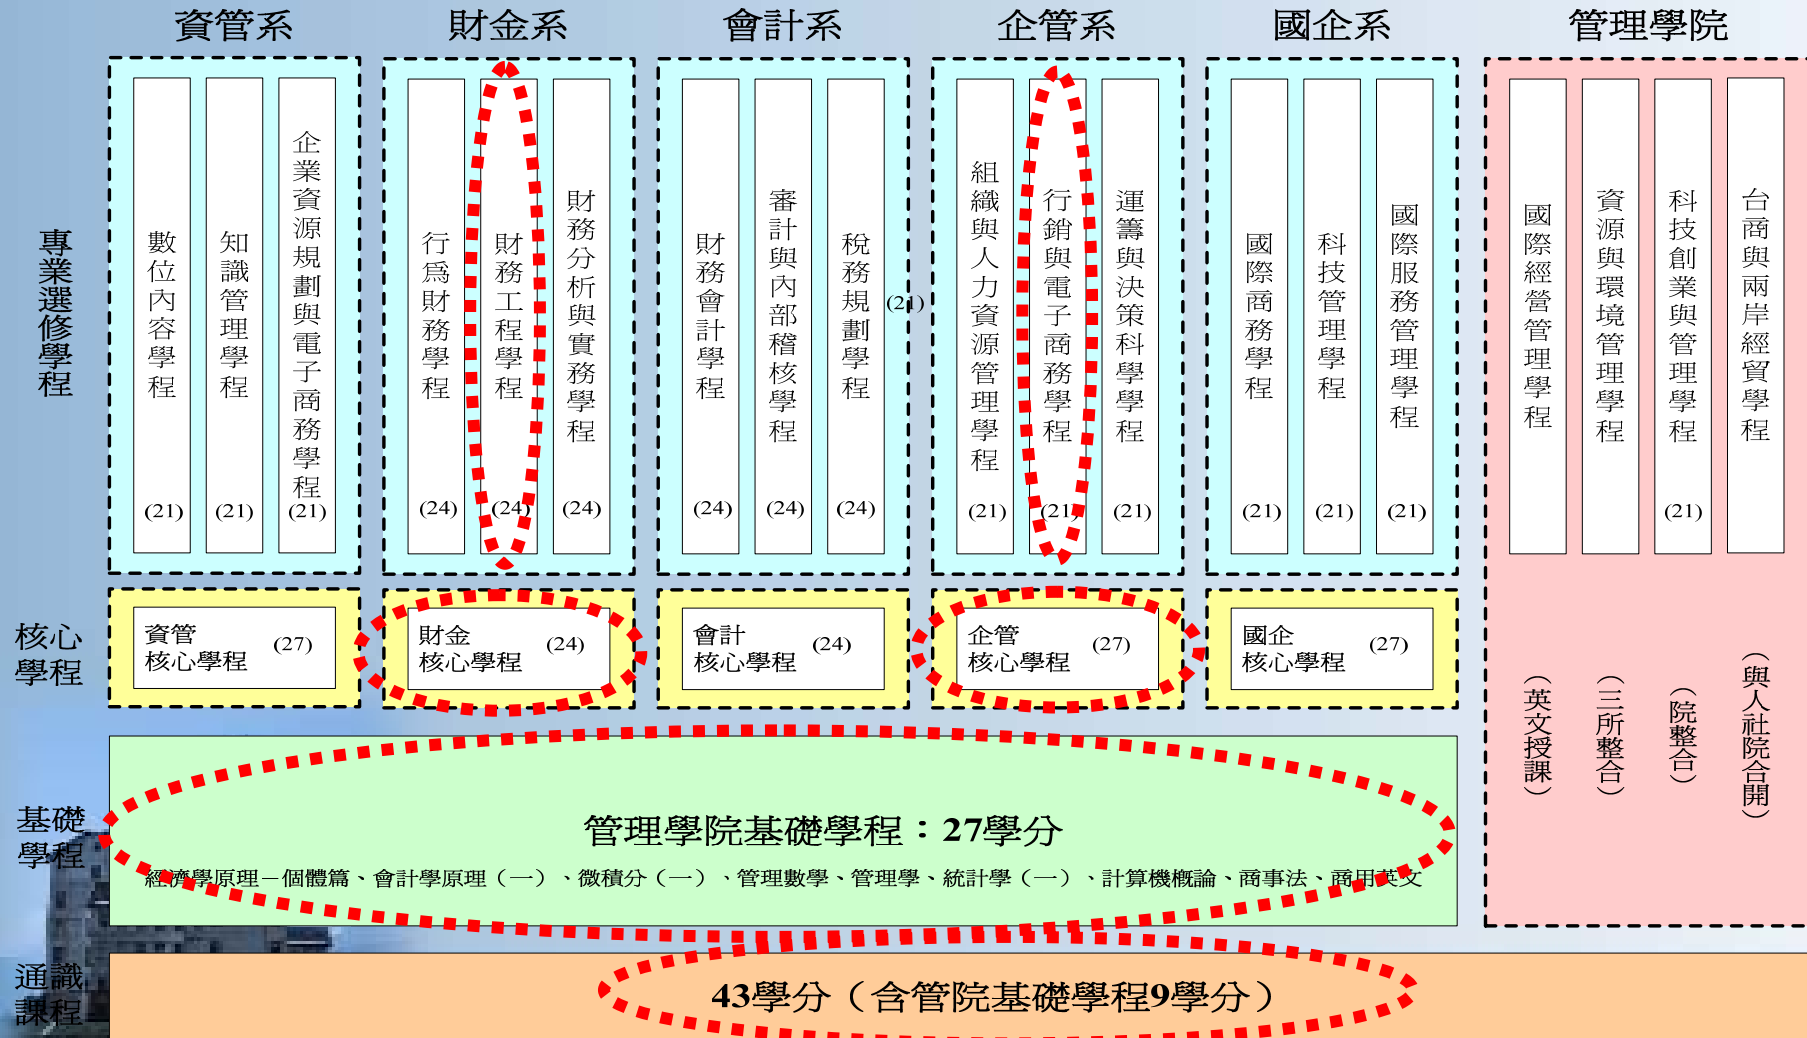 資管系
財金系
會計系
企管系
國企系
管理學院
專業選修學程
數位內容學程
(21)
知識管理學程
(21)
企業資源規劃與電子商務學程
(21)
行為財務學程
(24)
財務工程學程
(24)
財務分析與實務學程
(24)
財務會計學程
(24)
審計與內部稽核學程
(24)
稅務規劃學程
(24)
(21)
組織與人力資源管理學程
(21)
行銷與電子商務學程
(21)
運籌與決策科學學程
(21)
國際商務學程
(21)
科技管理學程
(21)
國際服務管理學程
(21)
國際經營管理學程
(英文授課)
資源與環境管理學程
(三所整合)
科技創業與管理學程
(21)
(院整合)
台商與兩岸經貿學程
(與人社院合開)
核心
學程
資管
核心學程 (27)
財金
核心學程 (24)
會計
核心學程 (24)
企管
核心學程 (27)
國企
核心學程 (27)
基礎
學程
管理學院基礎學程：27學分
經濟學原理－個體篇、會計學原理（一）、微積分（一）、管理數學、管理學、統計學（一）、計算機概論、商事法、商用英文
通識
課程
43學分（含管院基礎學程9學分）